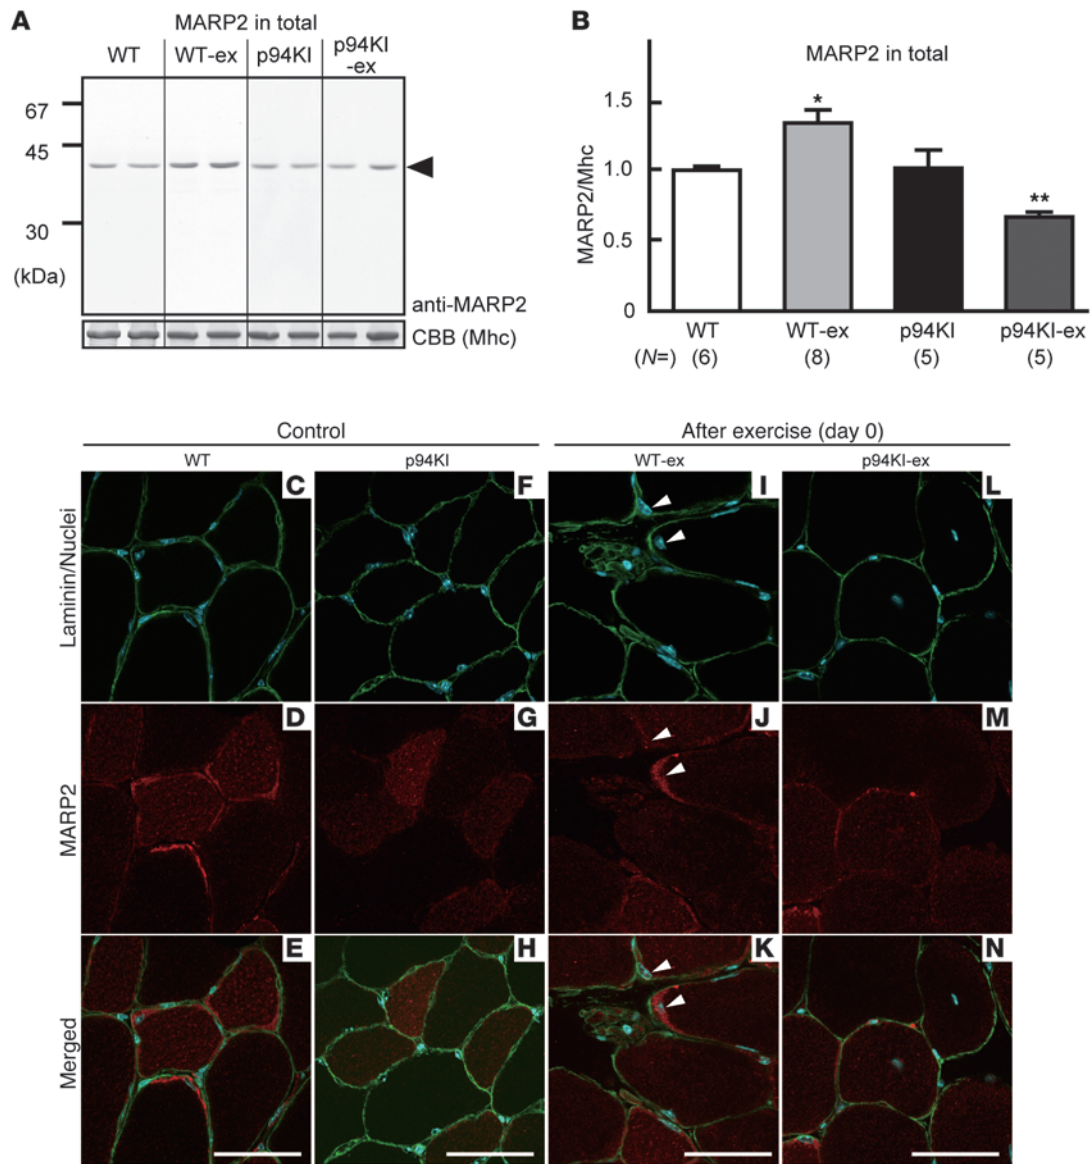 A
MARP2 in total
WT WT-ex p94KI p94KI
-ex
67
45
30
(kDa)
anti-MARP2
CBB (Mhc)
B
MARP2 in total
MARP2/Mhc
1.5
1.0
0.5
0
*
**
WT WT-ex p94KI p94KI-ex
(N=) (6) (8) (5) (5)
Control After exercise (day 0)
WT p94KI WT-ex p94KI-ex
Laminin/Nuclei
C F I L
MARP2
D G J M
Merged
E H K N